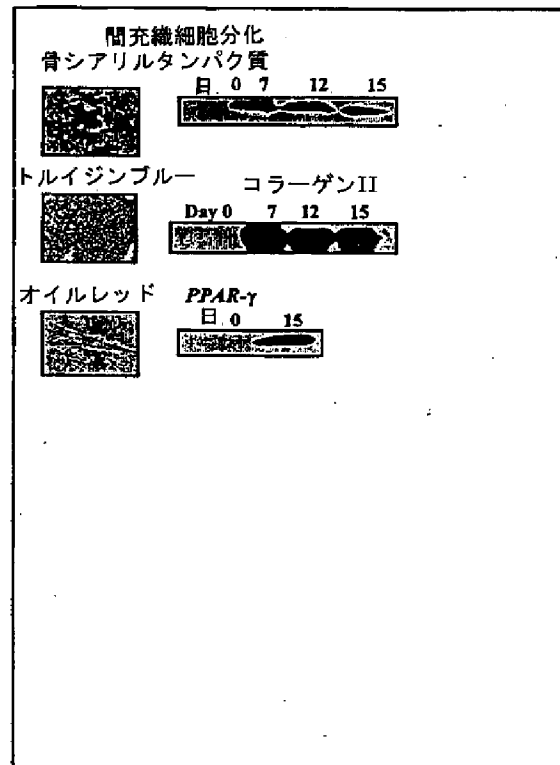 間充織細胞分化
骨シアリルタンパク質
日 0 7 12 15
トルイジンブルー
コラーゲンII
Day 0 7 12 15
オイルレッド
PPAR-γ
日 0 15